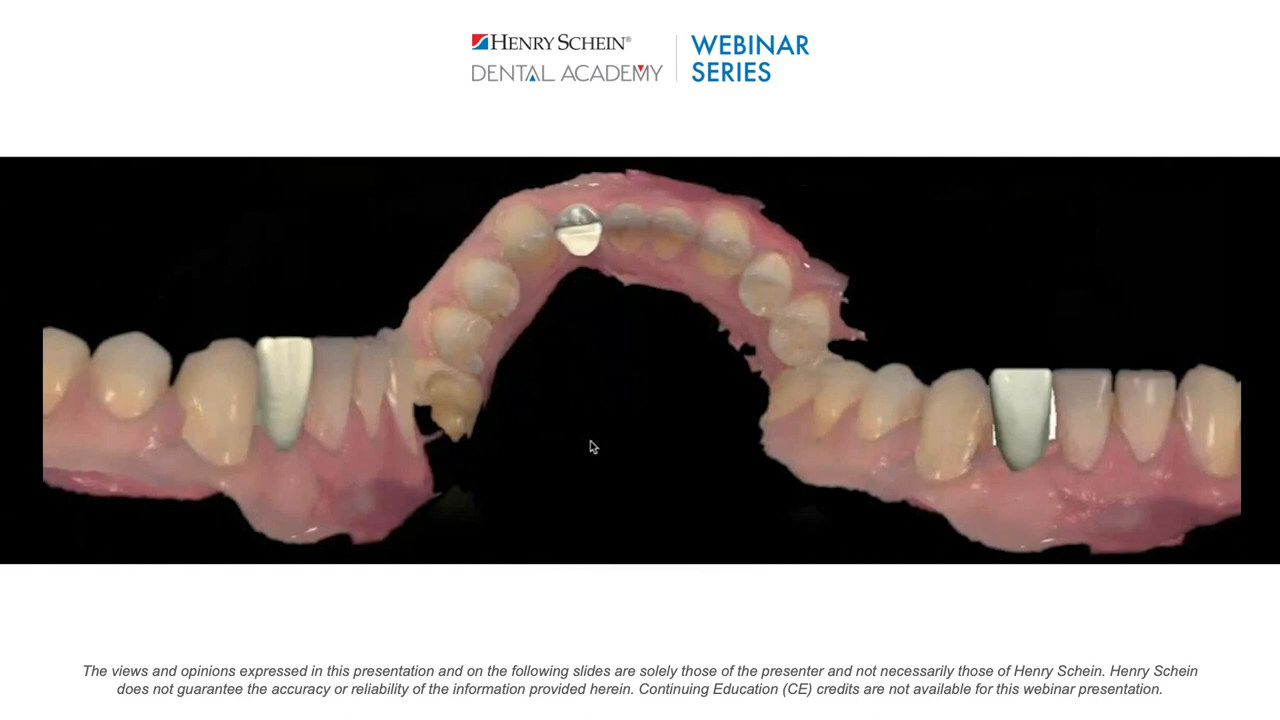 HENRY SCHEIN®
DENTAL ACADEMY
WEBINAR
SERIES
The views and opinions expressed in this presentation and on the following slides are solely those of the presenter and not necessarily those of Henry Schein. Henry Schein
does not guarantee the accuracy or reliability of the information provided herein. Continuing Education (CE) credits are not available for this webinar presentation.